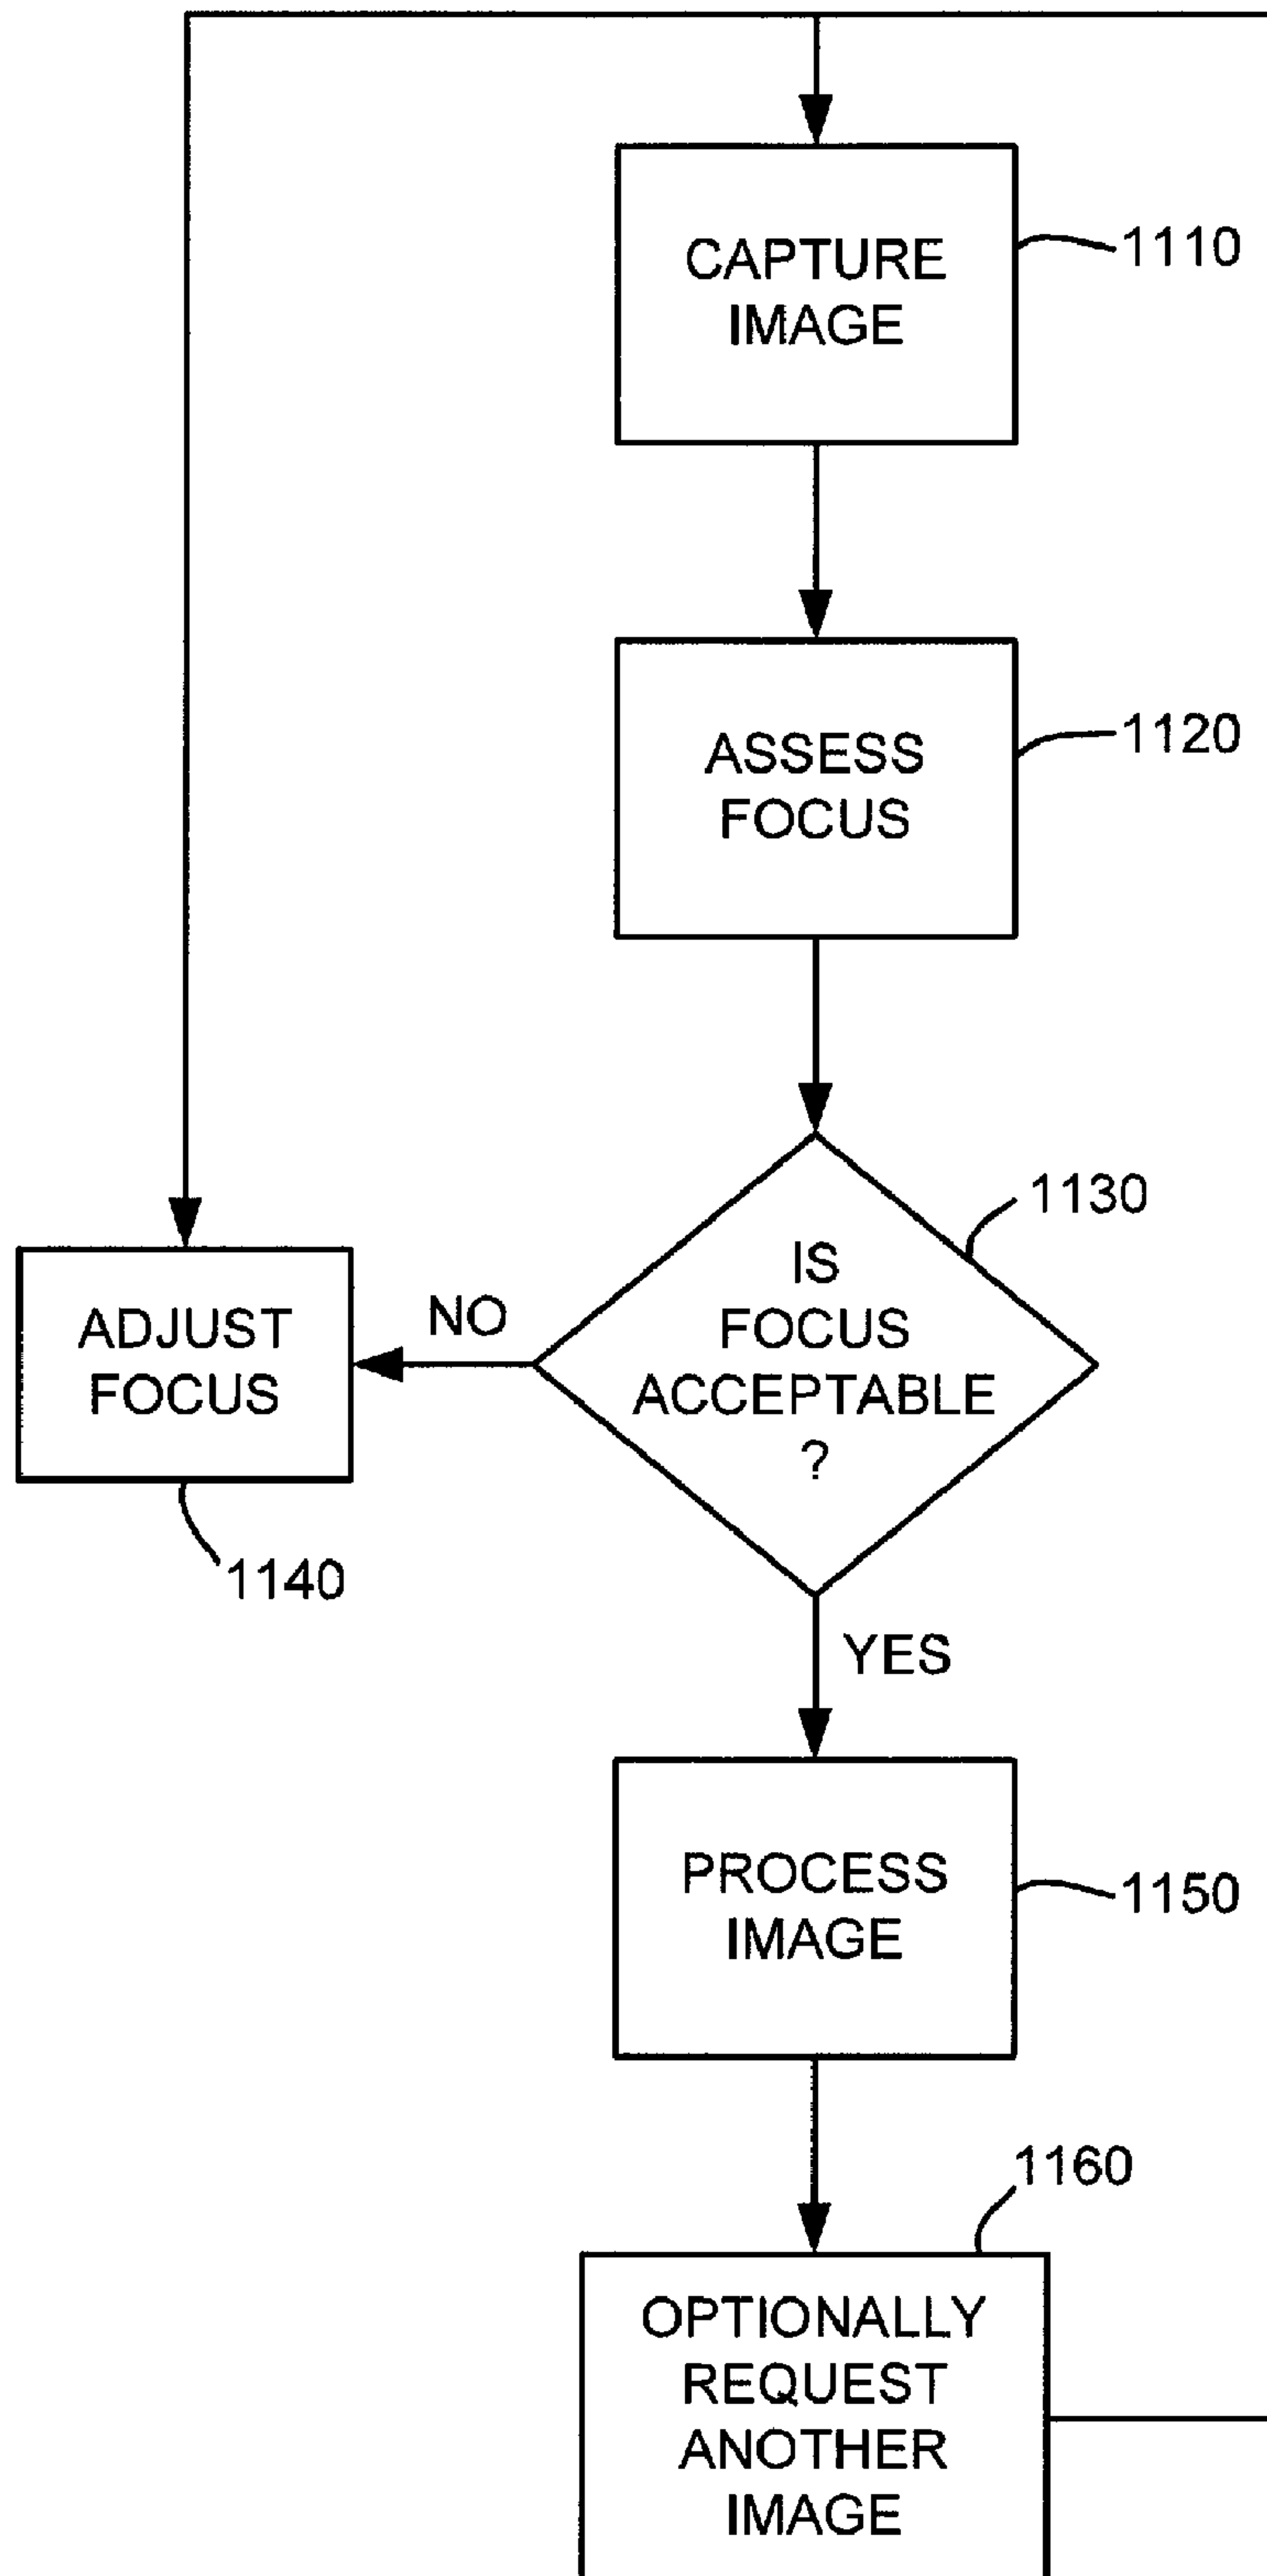 CAPTURE
IMAGE
1110
ASSESS
FOCUS
1120
IS
FOCUS
ACCEPTABLE
?
1130
NO
ADJUST
FOCUS
1140
YES
PROCESS
IMAGE
1150
1160
OPTIONALLY
REQUEST
ANOTHER
IMAGE